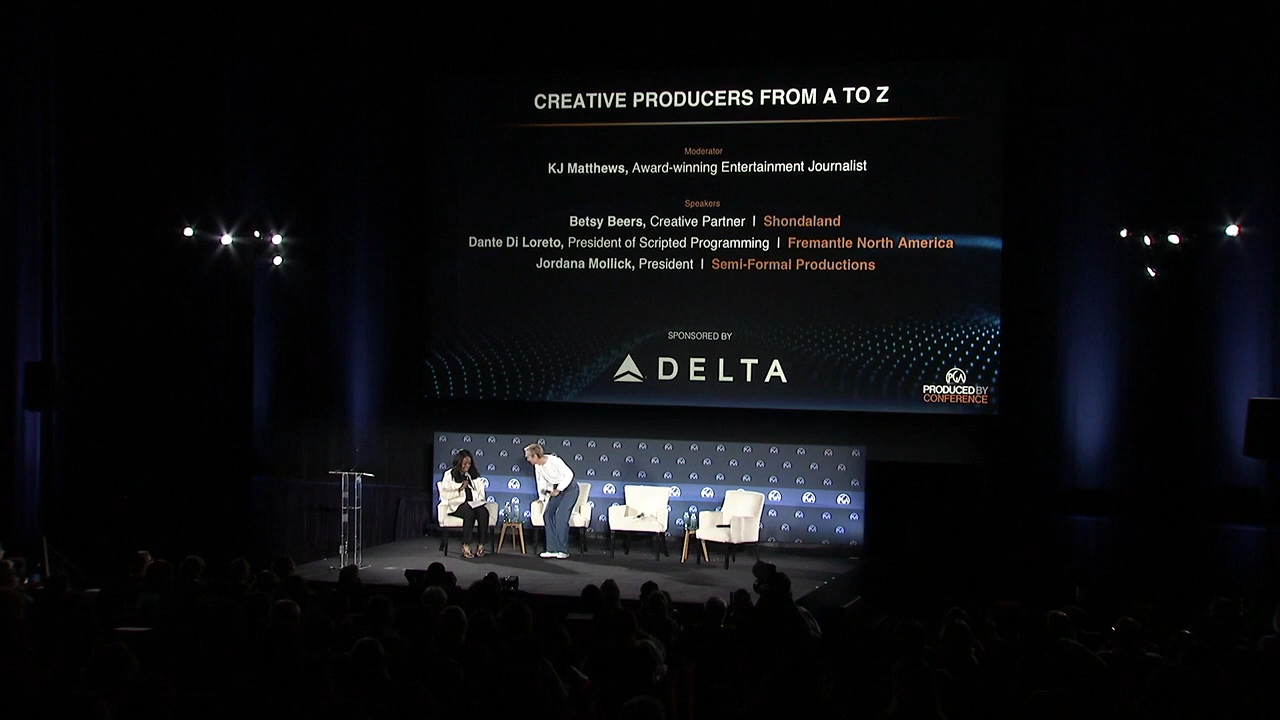 CREATIVE PRODUCERS FROM A TO Z
Moderator
KJ Matthews, Award-winning Entertainment Journalist
Speakers
Betsy Beers, Creative Partner | Shondaland
Dante Di Loreto, President of Scripted Programming | Fremantle North America
Jordana Mollick, President | Semi-Formal Productions
SPONSORED BY
DELTA
PGA
PRODUCED BY
CONFERENCE